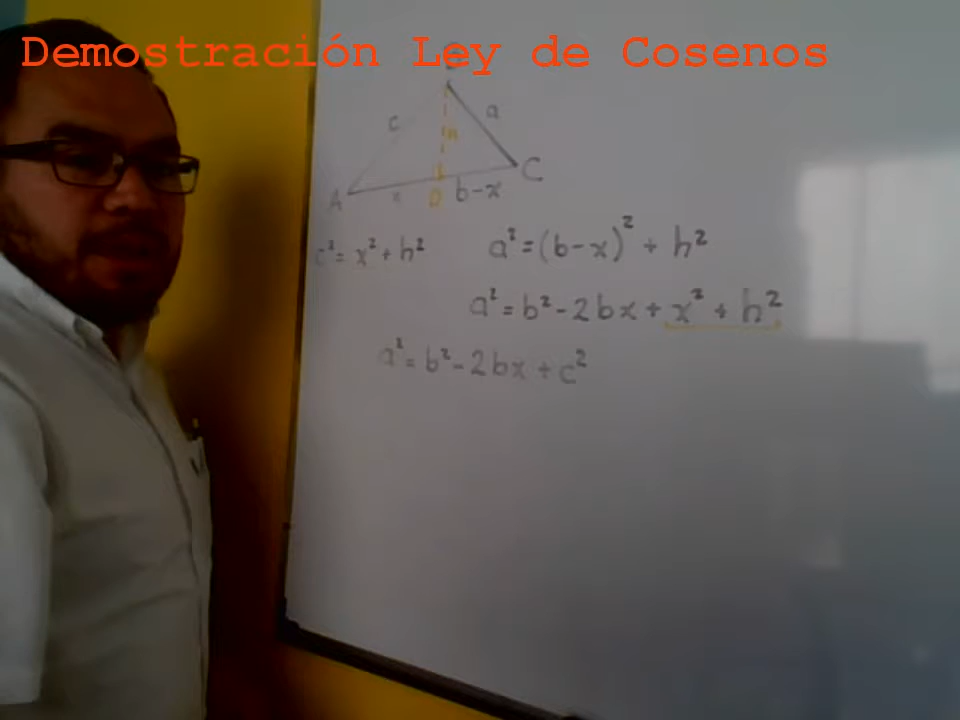 Demostración Ley de Cosenos
c
h
a
A
x
D
b-x
C
c² = x² + h²
a² = (b-x)² + h²
a² = b² - 2bx + x² + h²
a² = b² - 2bx + c²